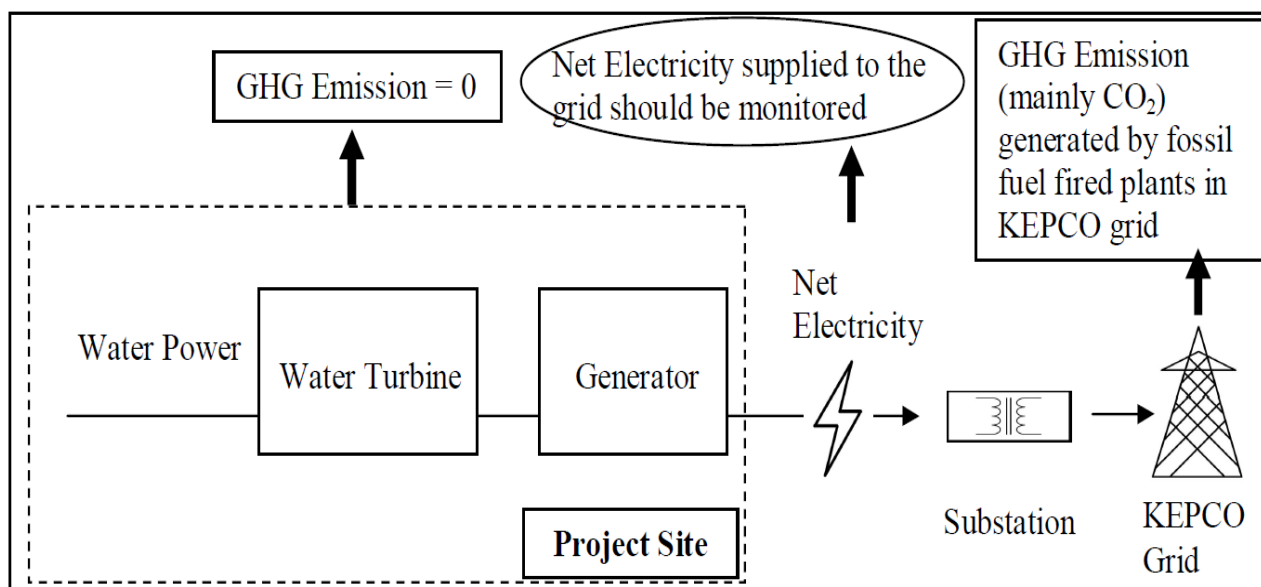 GHG Emission = 0
Net Electricity supplied to the
grid should be monitored
GHG Emission
(mainly CO₂)
generated by fossil
fuel fired plants in
KEPCO grid
Water Power
Water Turbine
Generator
Net
Electricity
Project Site
Substation
KEPCO
Grid